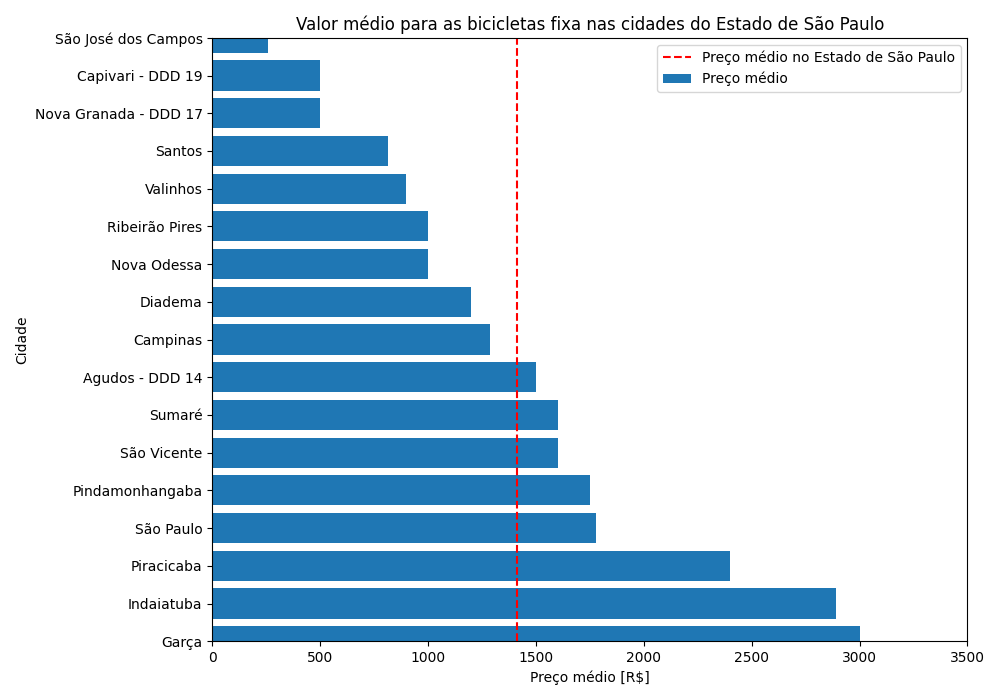 Valor médio para as bicicletas fixa nas cidades do Estado de São Paulo
Preço médio no Estado de São Paulo
Preço médio
Cidade
São José dos Campos
Capivari - DDD 19
Nova Granada - DDD 17
Santos
Valinhos
Ribeirão Pires
Nova Odessa
Diadema
Campinas
Agudos - DDD 14
Sumaré
São Vicente
Pindamonhangaba
São Paulo
Piracicaba
Indaiatuba
Garça
0 500 1000 1500 2000 2500 3000 3500
Preço médio [R$]